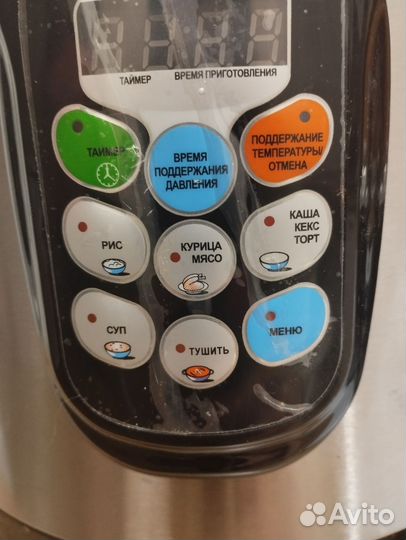 ТАЙМЕР ВРЕМЯ ПРИГОТОВЛЕНИЯ
ТАЙМЕР
ВРЕМЯ
ПОДДЕРЖАНИЯ
ДАВЛЕНИЯ
ПОДДЕРЖАНИЕ
ТЕМПЕРАТУРЫ/
ОТМЕНА
РИС
КУРИЦА
МЯСО
КАША
КЕКС
ТОРТ
СУП
ТУШИТЬ
МЕНЮ
Avito